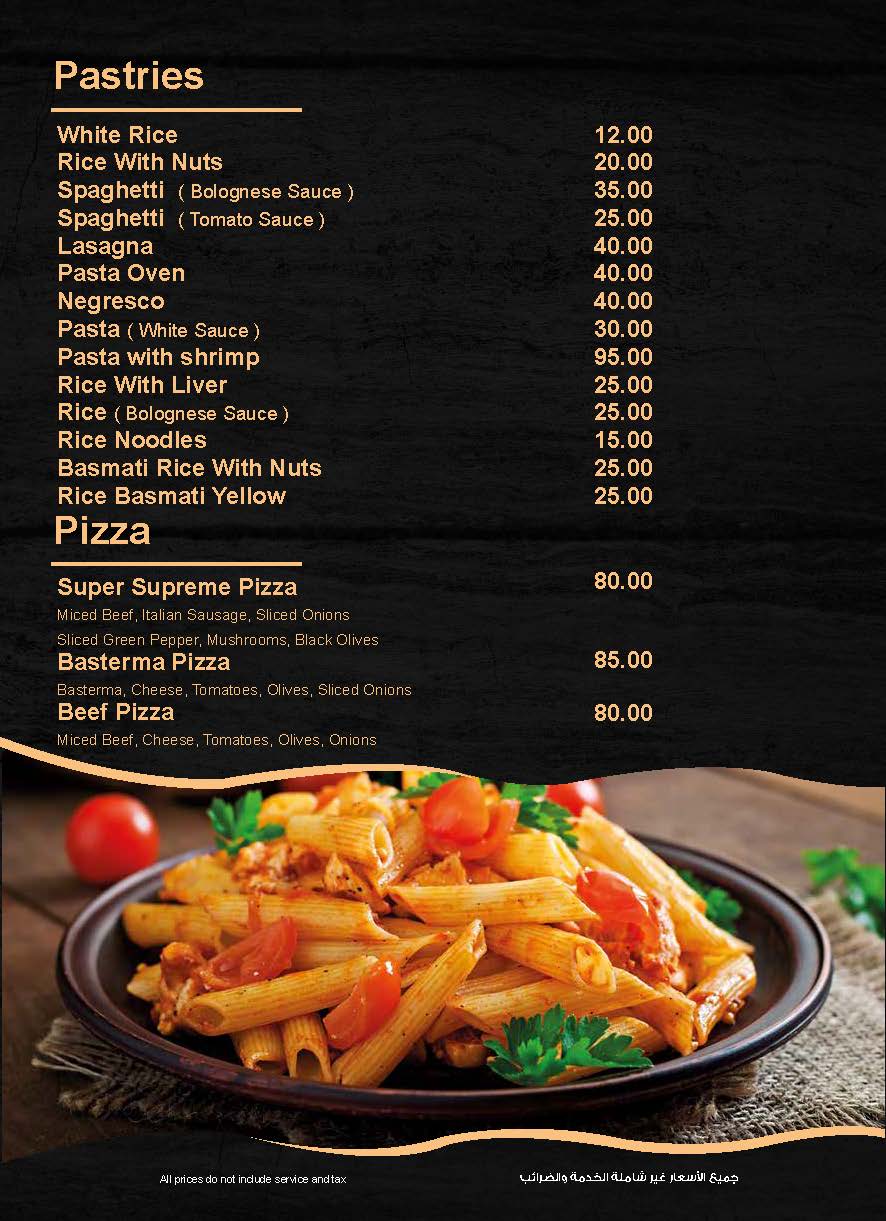 Pastries
White Rice 12.00
Rice With Nuts 20.00
Spaghetti ( Bolognese Sauce ) 35.00
Spaghetti ( Tomato Sauce ) 25.00
Lasagna 40.00
Pasta Oven 40.00
Negresco 40.00
Pasta ( White Sauce ) 30.00
Pasta with shrimp 95.00
Rice With Liver 25.00
Rice ( Bolognese Sauce ) 25.00
Rice Noodles 15.00
Basmati Rice With Nuts 25.00
Rice Basmati Yellow 25.00
Pizza
Super Supreme Pizza 80.00
Miced Beef, Italian Sausage, Sliced Onions
Sliced Green Pepper, Mushrooms, Black Olives
Basterma Pizza 85.00
Basterma, Cheese, Tomatoes, Olives, Sliced Onions
Beef Pizza 80.00
Miced Beef, Cheese, Tomatoes, Olives, Onions
All prices do not include service and tax
جميع الأسعار غير شاملة الخدمة والضرائب